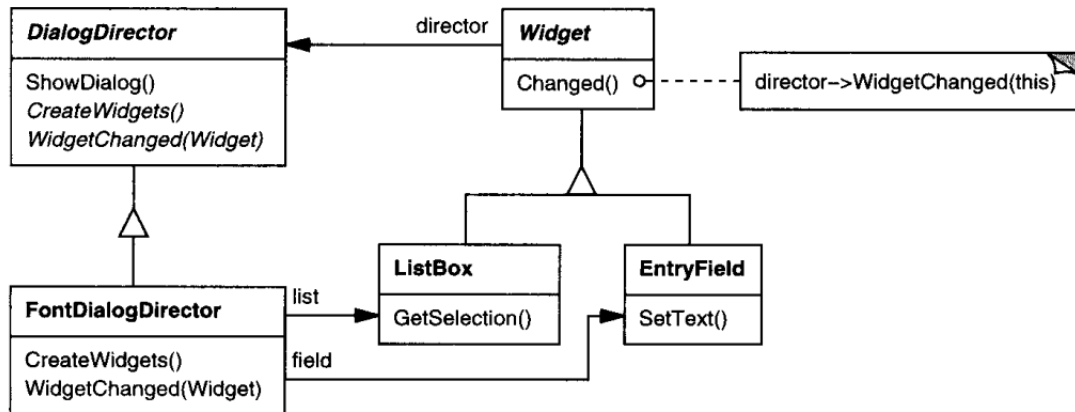 DialogDirector
ShowDialog()
CreateWidgets()
WidgetChanged(Widget)
director
Widget
Changed()
director->WidgetChanged(this)
ListBox
GetSelection()
EntryField
SetText()
FontDialogDirector
CreateWidgets()
WidgetChanged(Widget)
list
field